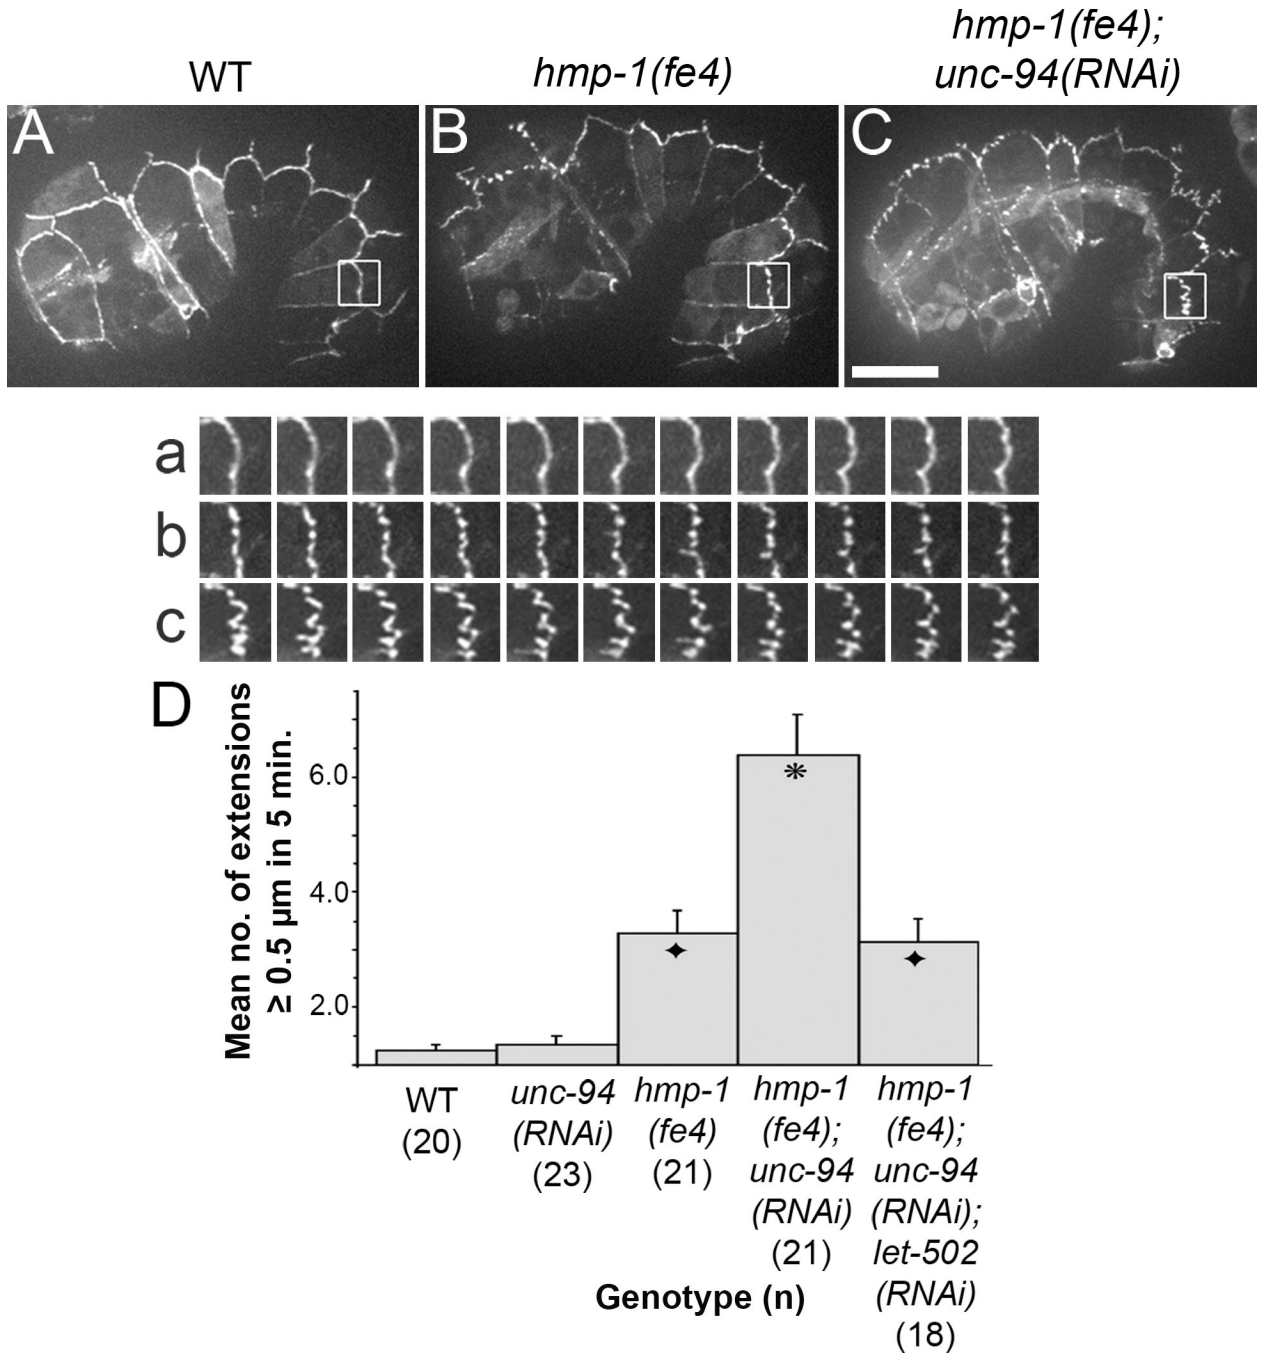 WT
hmp-1(fe4)
hmp-1(fe4);
unc-94(RNAi)
A
B
C
a
b
c
D
Mean no. of extensions
≥ 0.5 µm in 5 min.
6.0
4.0
2.0
WT
(20)
unc-94
(RNAi)
(23)
hmp-1
(fe4)
(21)
hmp-1
(fe4);
unc-94
(RNAi)
(21)
hmp-1
(fe4);
unc-94
(RNAi);
let-502
(RNAi)
(18)
Genotype (n)